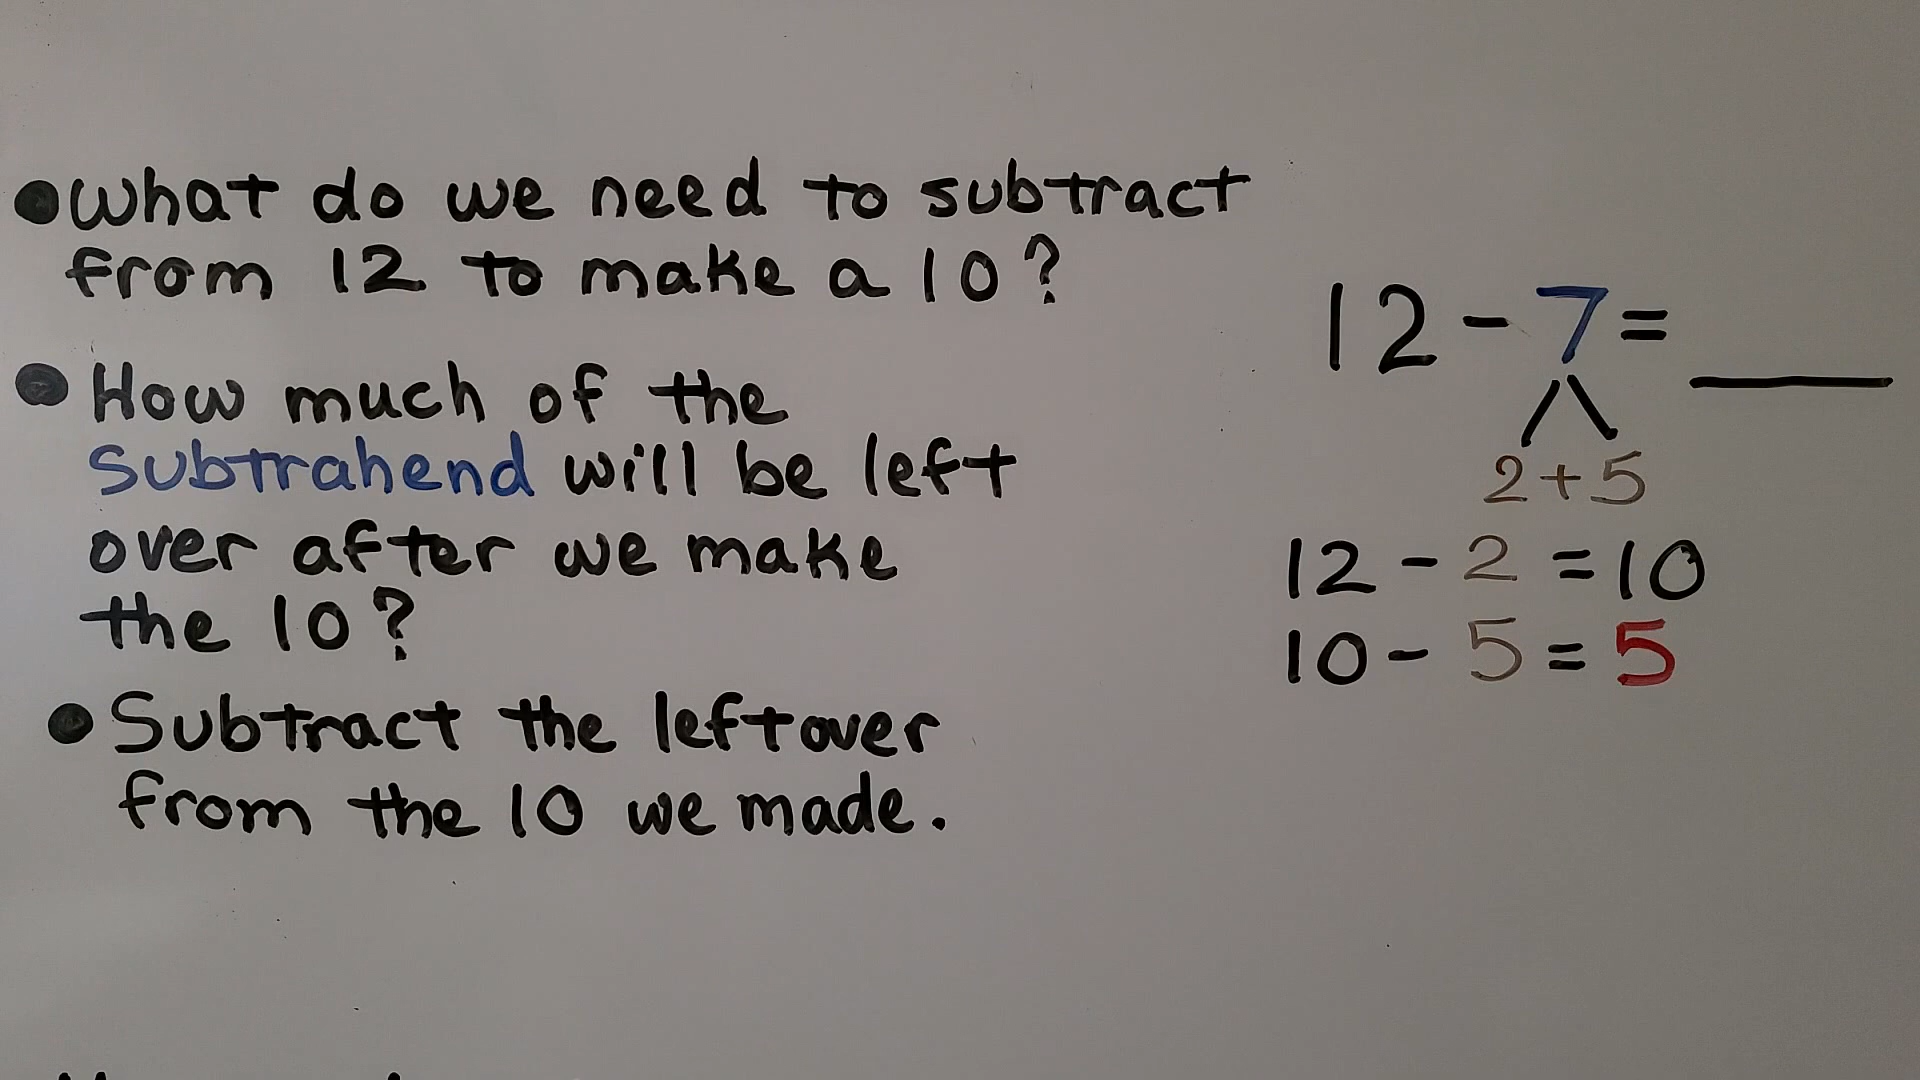 ●What do we need to subtract
from 12 to make a 10?
● How much of the
subtrahend will be left
over after we make
the 10?
● Subtract the leftover
from the 10 we made.
12 - 7 = ____
2 + 5
12 - 2 = 10
10 - 5 = 5